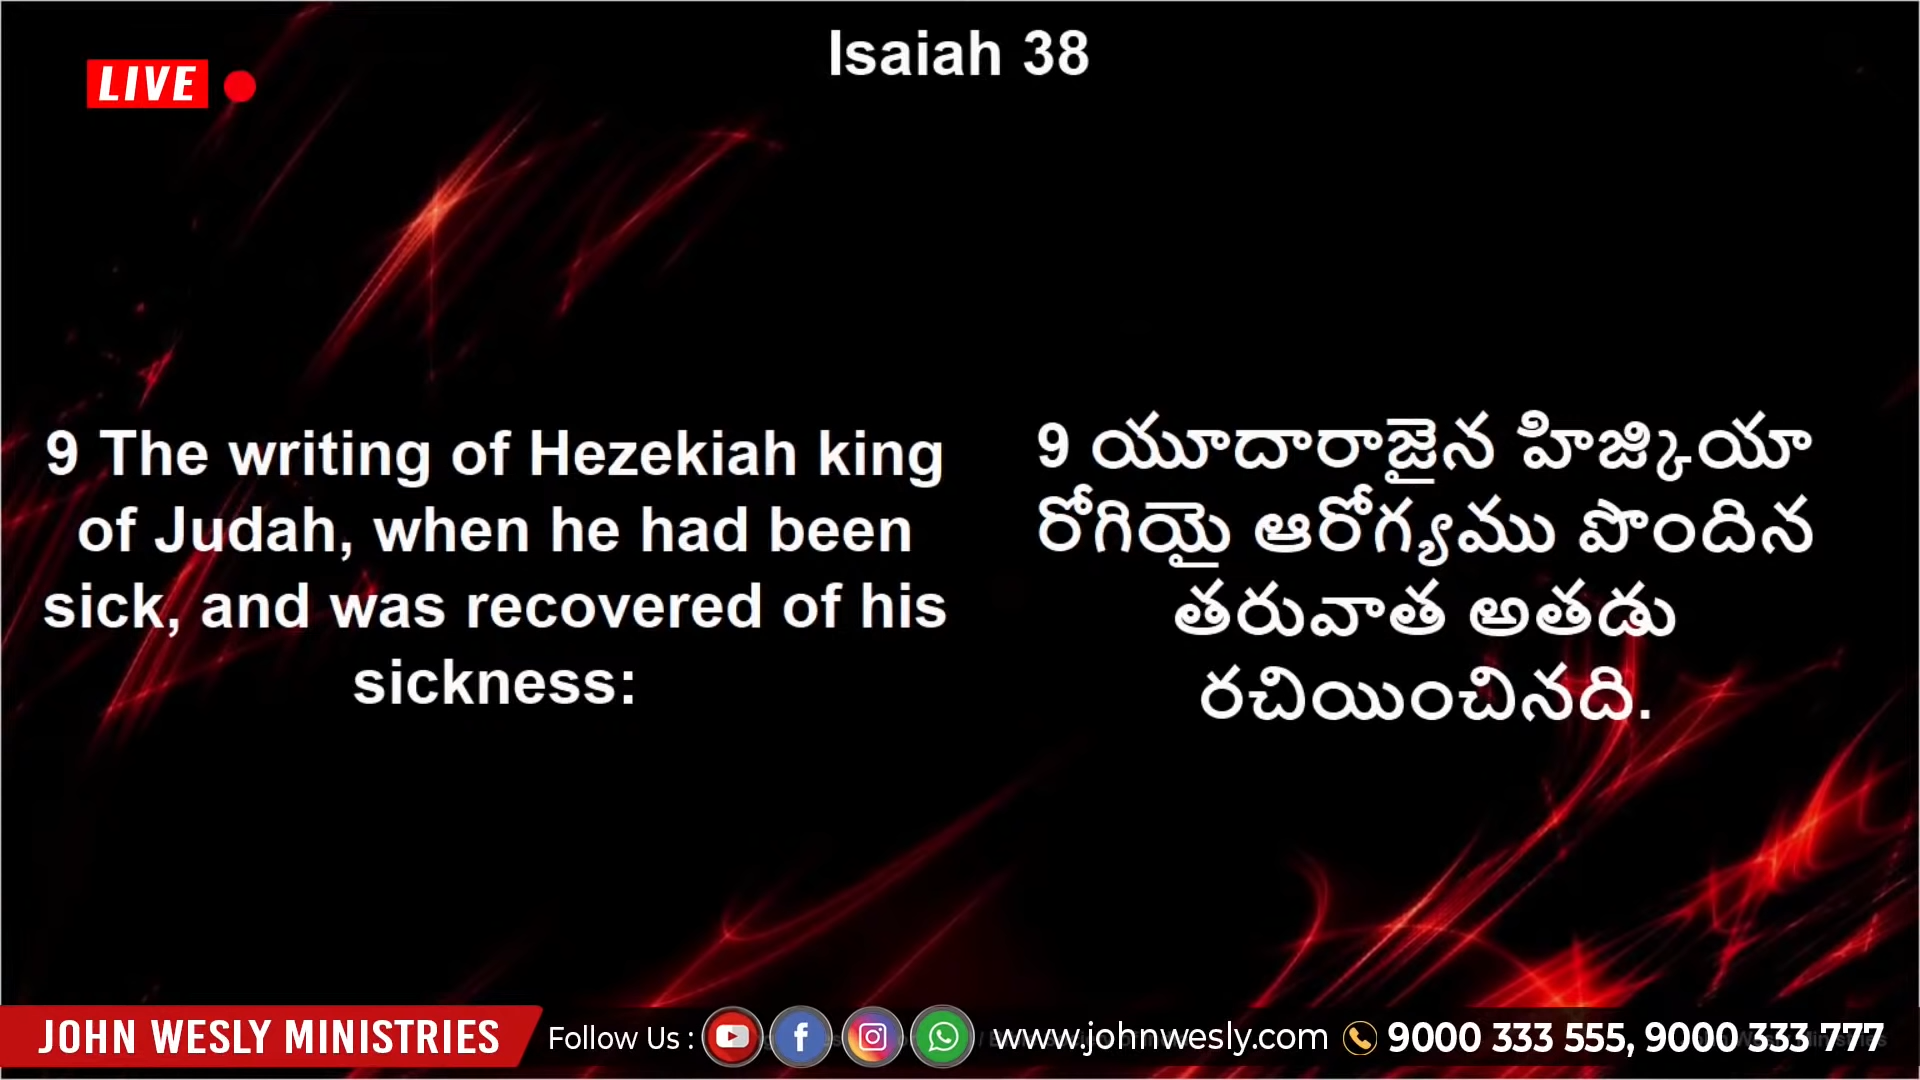 Isaiah 38
LIVE
9 The writing of Hezekiah king
of Judah, when he had been
sick, and was recovered of his
sickness:
9 యూదారాజైన హిజ్కియా
రోగియై ఆరోగ్యము పొందిన
తరువాత అతడు
రచియించినది.
JOHN WESLY MINISTRIES
Follow Us :
www.johnwesly.com
9000 333 555, 9000 333 777